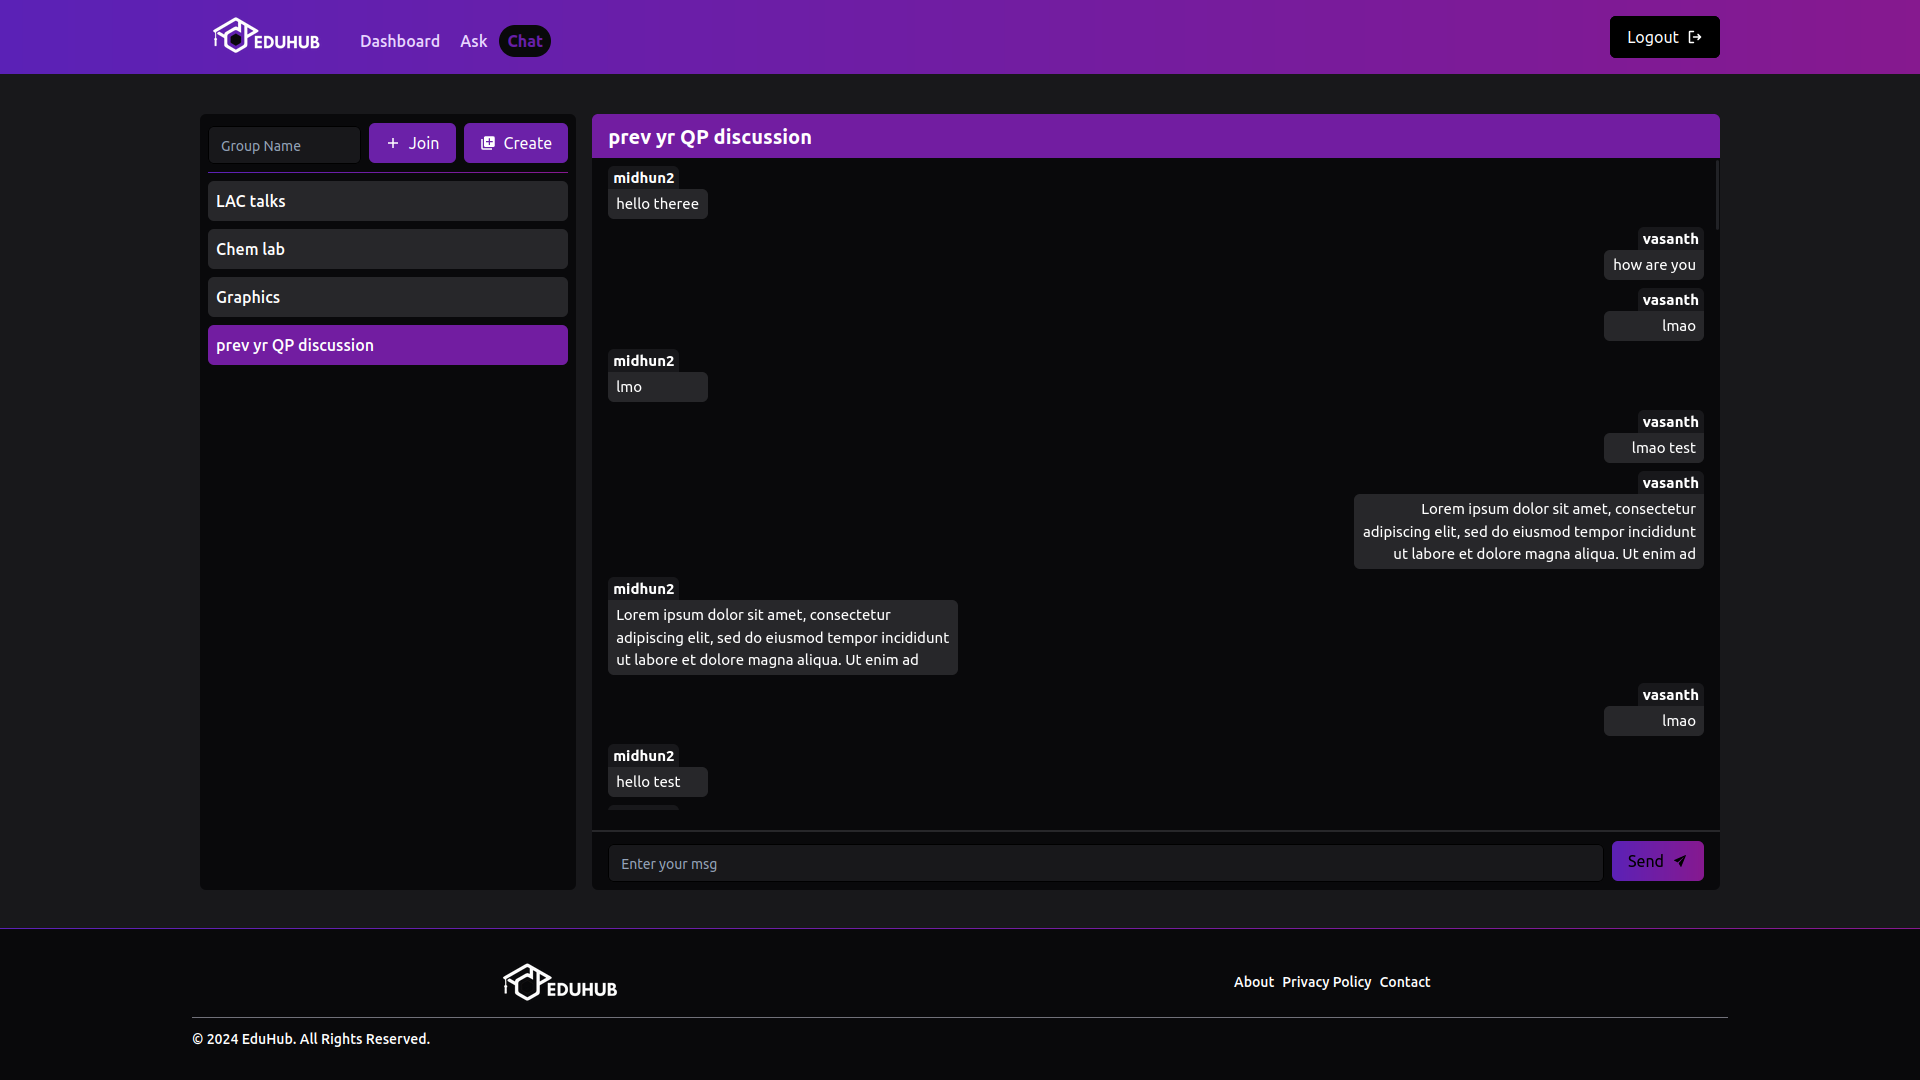 EDUHUB
Dashboard
Ask
Chat
Logout
Group Name
Join
Create
LAC talks
Chem lab
Graphics
prev yr QP discussion
prev yr QP discussion
midhun2
hello theree
vasanth
how are you
vasanth
lmao
midhun2
lmo
vasanth
lmao test
vasanth
Lorem ipsum dolor sit amet, consectetur
adipiscing elit, sed do eiusmod tempor incididunt
ut labore et dolore magna aliqua. Ut enim ad
midhun2
Lorem ipsum dolor sit amet, consectetur
adipiscing elit, sed do eiusmod tempor incididunt
ut labore et dolore magna aliqua. Ut enim ad
vasanth
lmao
midhun2
hello test
Enter your msg
Send
EDUHUB
About Privacy Policy Contact
© 2024 EduHub. All Rights Reserved.